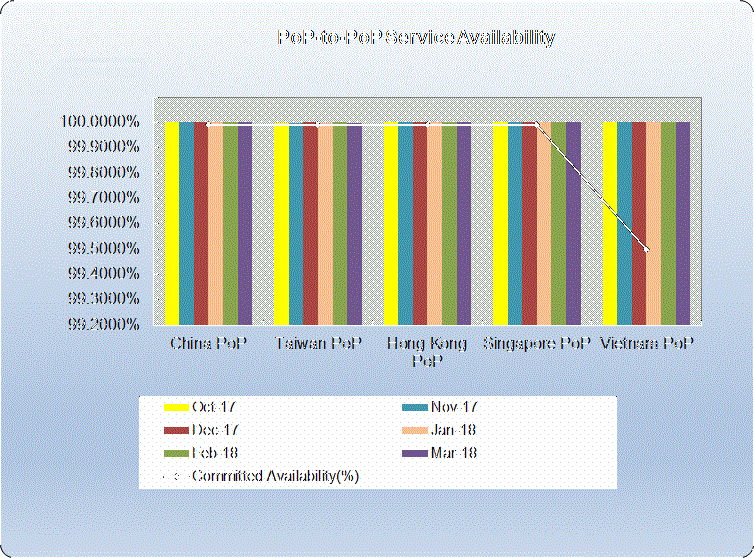 PoP-to-PoP Service Availability
100.0000%
99.9000%
99.8000%
99.7000%
99.6000%
99.5000%
99.4000%
99.3000%
99.2000%
China PoP
Taiwan PoP
Hong Kong
PoP
Singapore PoP
Vietnam PoP
Oct-17
Nov-17
Dec-17
Jan-18
Feb-18
Mar-18
Committed Availability(%)